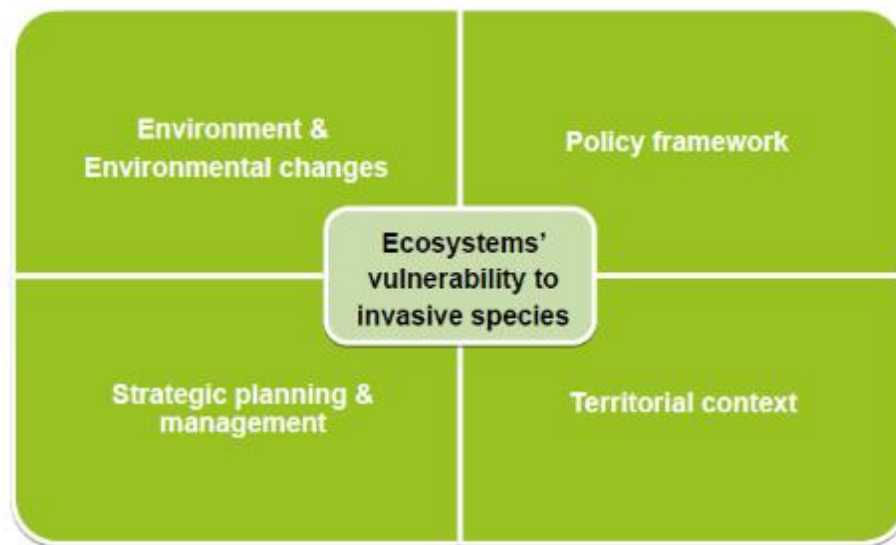 Environment &
Environmental changes
Policy framework
Ecosystems’
vulnerability to
invasive species
Strategic planning &
management
Territorial context